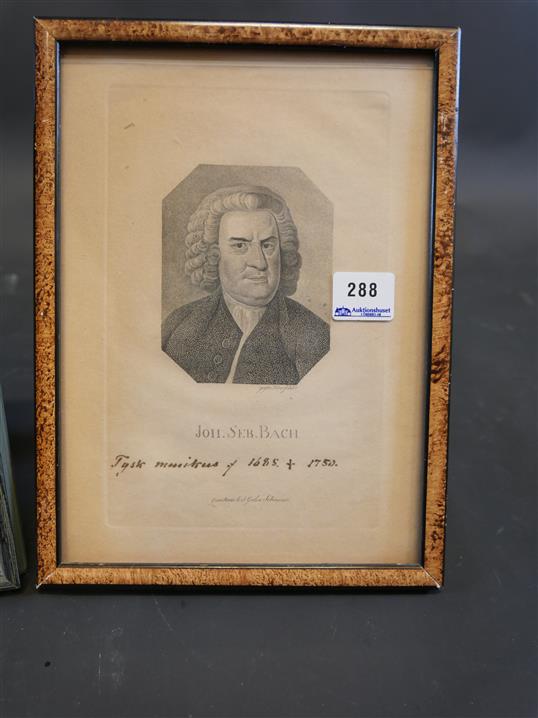 288
Auktionshuset
JOH. SEB. BACH
Tysk musikus f 1685. ‡ 1750.